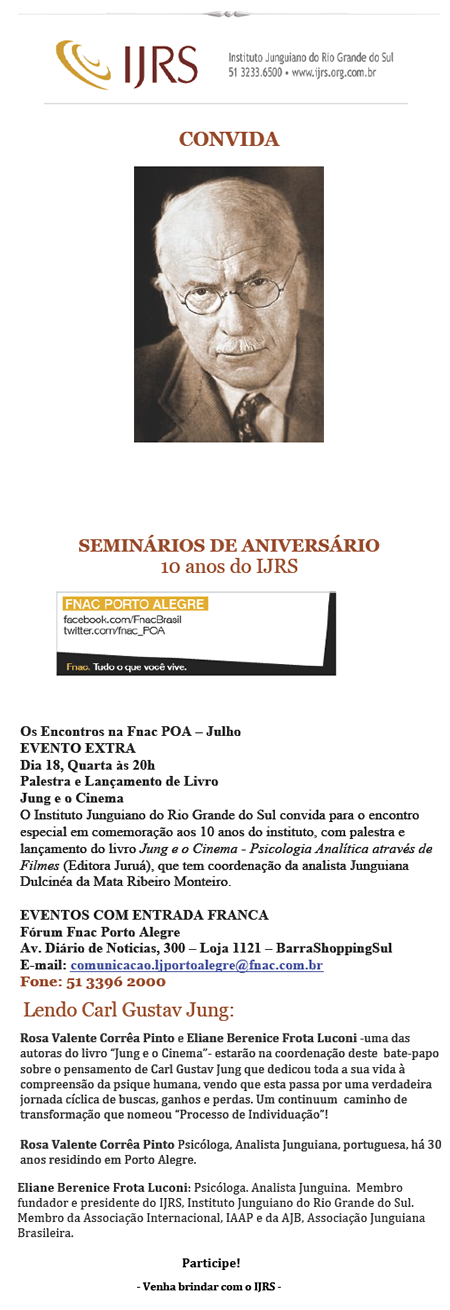 IJRS
Instituto Junguiano do Rio Grande do Sul
51 3233.6500 • www.ijrs.org.com.br
CONVIDA
SEMINÁRIOS DE ANIVERSÁRIO
10 anos do IJRS
FNAC PORTO ALEGRE
facebook.com/FnacBrasil
twitter.com/fnac_POA
Fnac. Tudo o que você vive.
Os Encontros na Fnac POA – Julho
EVENTO EXTRA
Dia 18, Quarta às 20h
Palestra e Lançamento de Livro
Jung e o Cinema
O Instituto Junguiano do Rio Grande do Sul convida para o encontro
especial em comemoração aos 10 anos do instituto, com palestra e
lançamento do livro Jung e o Cinema - Psicologia Analítica através de
Filmes (Editora Juruá), que tem coordenação da analista Junguiana
Dulcinéa da Mata Ribeiro Monteiro.
EVENTOS COM ENTRADA FRANCA
Fórum Fnac Porto Alegre
Av. Diário de Notícias, 300 – Loja 1121 – BarraShoppingSul
E-mail: comunicacao.ljportoalegre@fnac.com.br
Fone: 51 3396 2000
Lendo Carl Gustav Jung:
Rosa Valente Corrêa Pinto e Eliane Berenice Frota Luconi -uma das
autoras do livro “Jung e o Cinema”- estarão na coordenação deste bate-papo
sobre o pensamento de Carl Gustav Jung que dedicou toda a sua vida à
compreensão da psique humana, vendo que esta passa por uma verdadeira
jornada cíclica de buscas, ganhos e perdas. Um continuum caminho de
transformação que nomeou “Processo de Individuação”!
Rosa Valente Corrêa Pinto Psicóloga, Analista Junguiana, portuguesa, há 30
anos residindo em Porto Alegre.
Eliane Berenice Frota Luconi: Psicóloga. Analista Junguina. Membro
fundador e presidente do IJRS, Instituto Junguiano do Rio Grande do Sul.
Membro da Associação Internacional, IAAP e da AJB, Associação Junguiana
Brasileira.
Participe!
- Venha brindar com o IJRS -